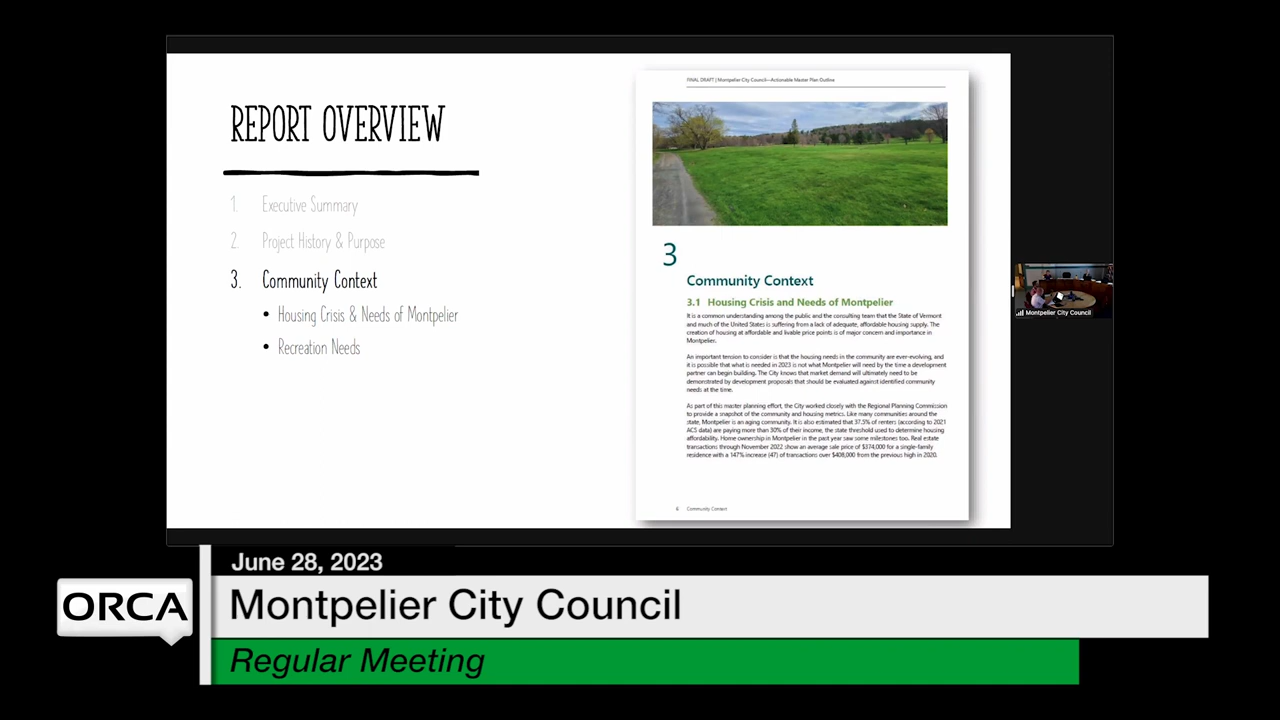 REPORT OVERVIEW
1. Executive Summary
2. Project History & Purpose
3. Community Context
• Housing Crisis & Needs of Montpelier
• Recreation Needs
FINAL DRAFT | Montpelier City Council—Actionable Master Plan Outline
3
Community Context
3.1 Housing Crisis and Needs of Montpelier
It is a common understanding among the public and the consulting team that the State of Vermont
and much of the United States is suffering from a lack of adequate, affordable housing supply. The
creation of housing at affordable and livable price points is of major concern and importance in
Montpelier.
An important tension to consider is that the housing needs in the community are ever-evolving, and
it is possible that what is needed in 2023 is not what Montpelier will need by the time a development
partner can begin building. The City knows that market demand will ultimately need to be
demonstrated by development proposals that should be evaluated against identified community
needs at the time.
As part of this master planning effort, the City worked closely with the Regional Planning Commission
to provide a snapshot of the community and housing metrics. Like many communities around the
state, Montpelier is an aging community. It is also estimated that 37.5% of renters (according to 2021
ACS data) are paying more than 30% of their income, the state threshold used to determine housing
affordability. Home ownership in Montpelier in the past year saw some milestones too. Real estate
transactions through November 2022 show an average sale price of $374,000 for a single-family
residence with a 147% increase (47) of transactions over $408,000 from the previous high in 2020.
6 Community Context
Montpelier City Council
June 28, 2023
ORCA
Montpelier City Council
Regular Meeting